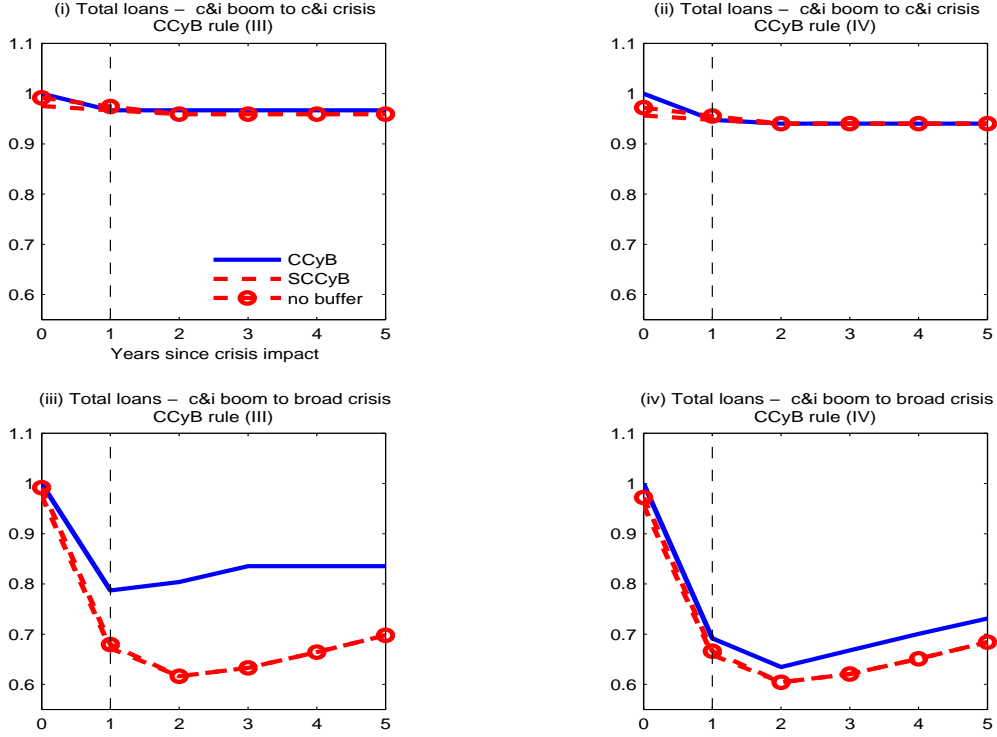 (i) Total loans – c&i boom to c&i crisis
CCyB rule (III)
1.1
1
0.9
0.8
0.7
0.6
0 1 2 3 4 5
Years since crisis impact
CCyB
SCCyB
no buffer
(ii) Total loans – c&i boom to c&i crisis
CCyB rule (IV)
1.1
1
0.9
0.8
0.7
0.6
0 1 2 3 4 5
(iii) Total loans – c&i boom to broad crisis
CCyB rule (III)
1.1
1
0.9
0.8
0.7
0.6
0 1 2 3 4 5
(iv) Total loans – c&i boom to broad crisis
CCyB rule (IV)
1.1
1
0.9
0.8
0.7
0.6
0 1 2 3 4 5